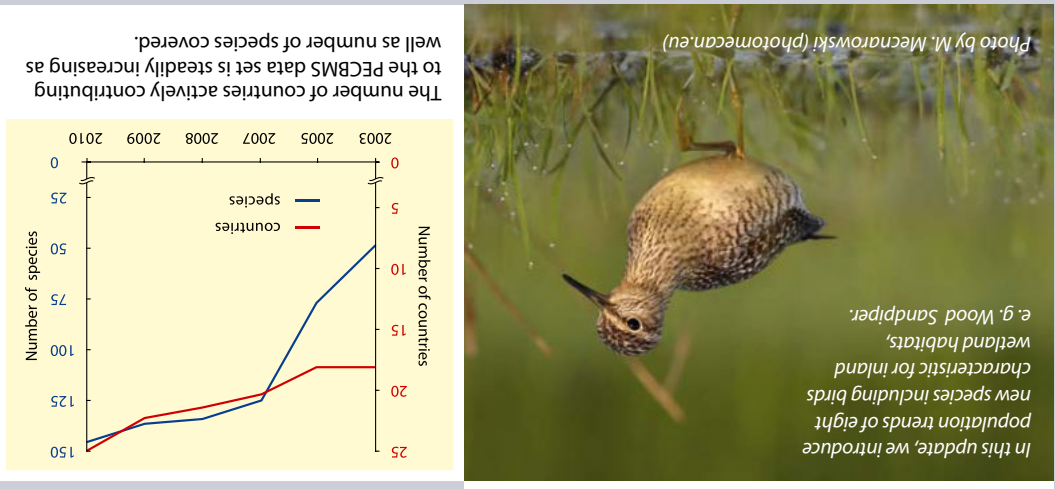 In this update, we introduce
population trends of eight
new species including birds
characteristic for inland
wetland habitats,
e.g. Wood Sandpdpiper.
Photo by M. Mecnarowski (photomecan.eu)
25
20
15
10
5
0
Number of countries
countries
species
150
125
100
75
50
25
0
Number of species
2003 2005 2007 2008 2009 2010
The number of countries actively contributing
to the PECBMS data set is steadily increasing as
well as number of species covered.